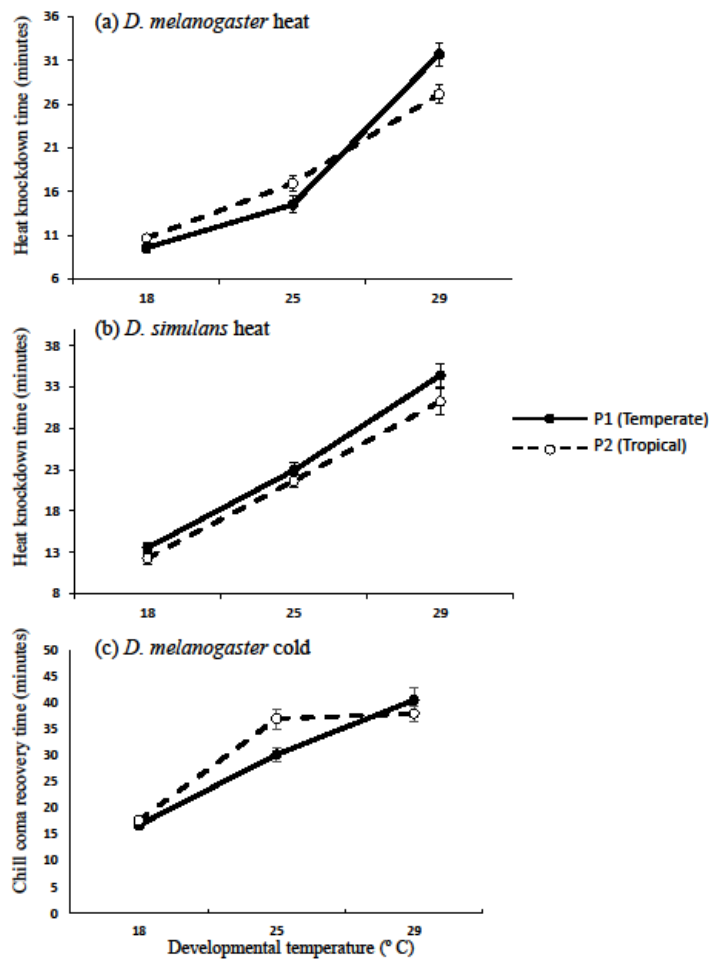 (a) D. melanogaster heat
Heat knockdown time (minutes)
36
31
26
21
16
11
6
18 25 29
(b) D. simulans heat
Heat knockdown time (minutes)
38
33
28
23
18
13
8
18 25 29
P1 (Temperate)
P2 (Tropical)
(c) D. melanogaster cold
Chill coma recovery time (minutes)
50
45
40
35
30
25
20
15
10
5
0
18 25 29
Developmental temperature (° C)